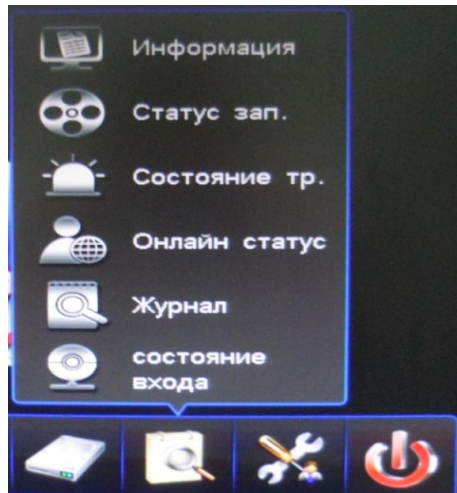 Информация
Статус зап.
Состояние тр.
Онлайн статус
Журнал
состояние
входа